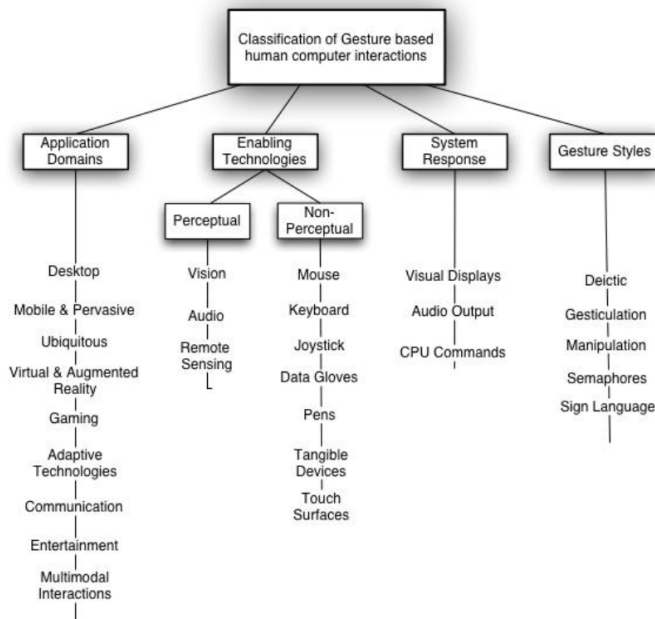 Classification of Gesture based
human computer interactions
Application
Domains
Enabling
Technologies
System
Response
Gesture Styles
Perceptual
Non-
Perceptual
Desktop
Mobile & Pervasive
Ubiquitous
Virtual & Augmented
Reality
Gaming
Adaptive
Technologies
Communication
Entertainment
Multimodal
Interactions
Vision
Audio
Remote
Sensing
Mouse
Keyboard
Joystick
Data Gloves
Pens
Tangible
Devices
Touch
Surfaces
Visual Displays
Audio Output
CPU Commands
Deictic
Gesticulation
Manipulation
Semaphores
Sign Language